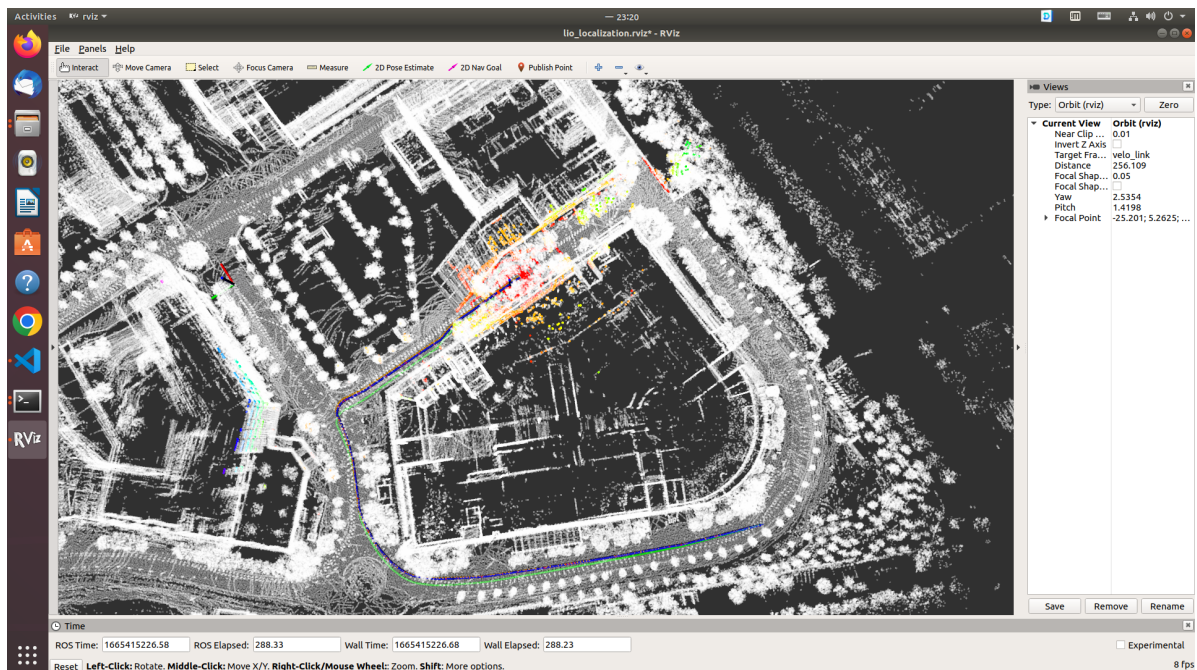 Activities RViz rviz — 23:20
lio_localization.rviz* - RViz
File Panels Help
Interact Move Camera Select Focus Camera Measure 2D Pose Estimate 2D Nav Goal Publish Point
Views
Type: Orbit (rviz) Zero
Current View Orbit (rviz)
Near Clip … 0.01
Invert Z Axis
Target Fra… velo_link
Distance 256.109
Focal Shap… 0.05
Focal Shap…
Yaw 2.5354
Pitch 1.4198
Focal Point -25.201; 5.2625; …
RViz
Save Remove Rename
Time
ROS Time: 1665415226.58 ROS Elapsed: 288.33 Wall Time: 1665415226.68 Wall Elapsed: 288.23 Experimental
Reset Left-Click: Rotate. Middle-Click: Move X/Y. Right-Click/Mouse Wheel:: Zoom. Shift: More options. 8 fps